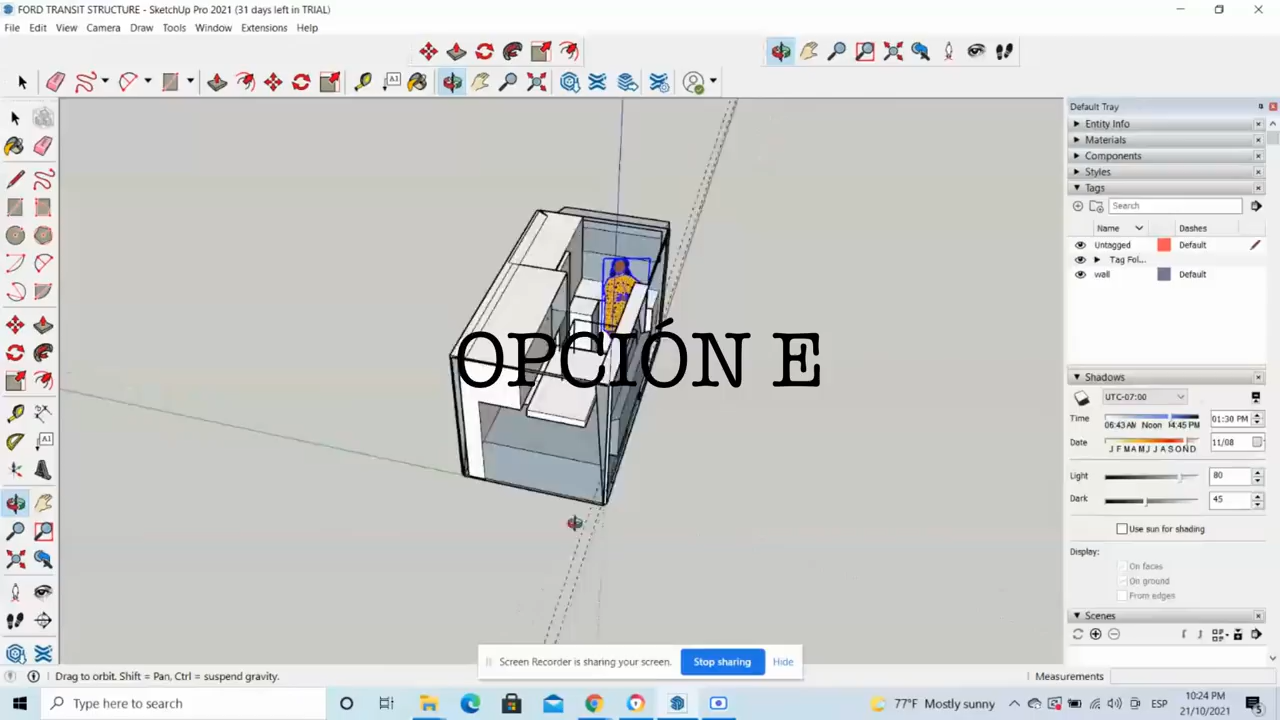 FORD TRANSIT STRUCTURE - SketchUp Pro 2021 (31 days left in TRIAL)
File Edit View Camera Draw Tools Window Extensions Help
A1
Default Tray
Entity Info
Materials
Components
Styles
Tags
Search
Name Dashes
Untagged Default
Tag Fol...
wall Default
A1
OPCIÓN E
Shadows
UTC-07:00
Time 06:43 AM Noon 04:45 PM 01:30 PM
Date J F M A M J J A S O N D 11/08
Light 80
Dark 45
Use sun for shading
Display:
On faces
On ground
From edges
Scenes
Screen Recorder is sharing your screen. Stop sharing Hide
Drag to orbit. Shift = Pan, Ctrl = suspend gravity. Measurements
Type here to search
77°F Mostly sunny
ESP
10:24 PM
21/10/2021
5